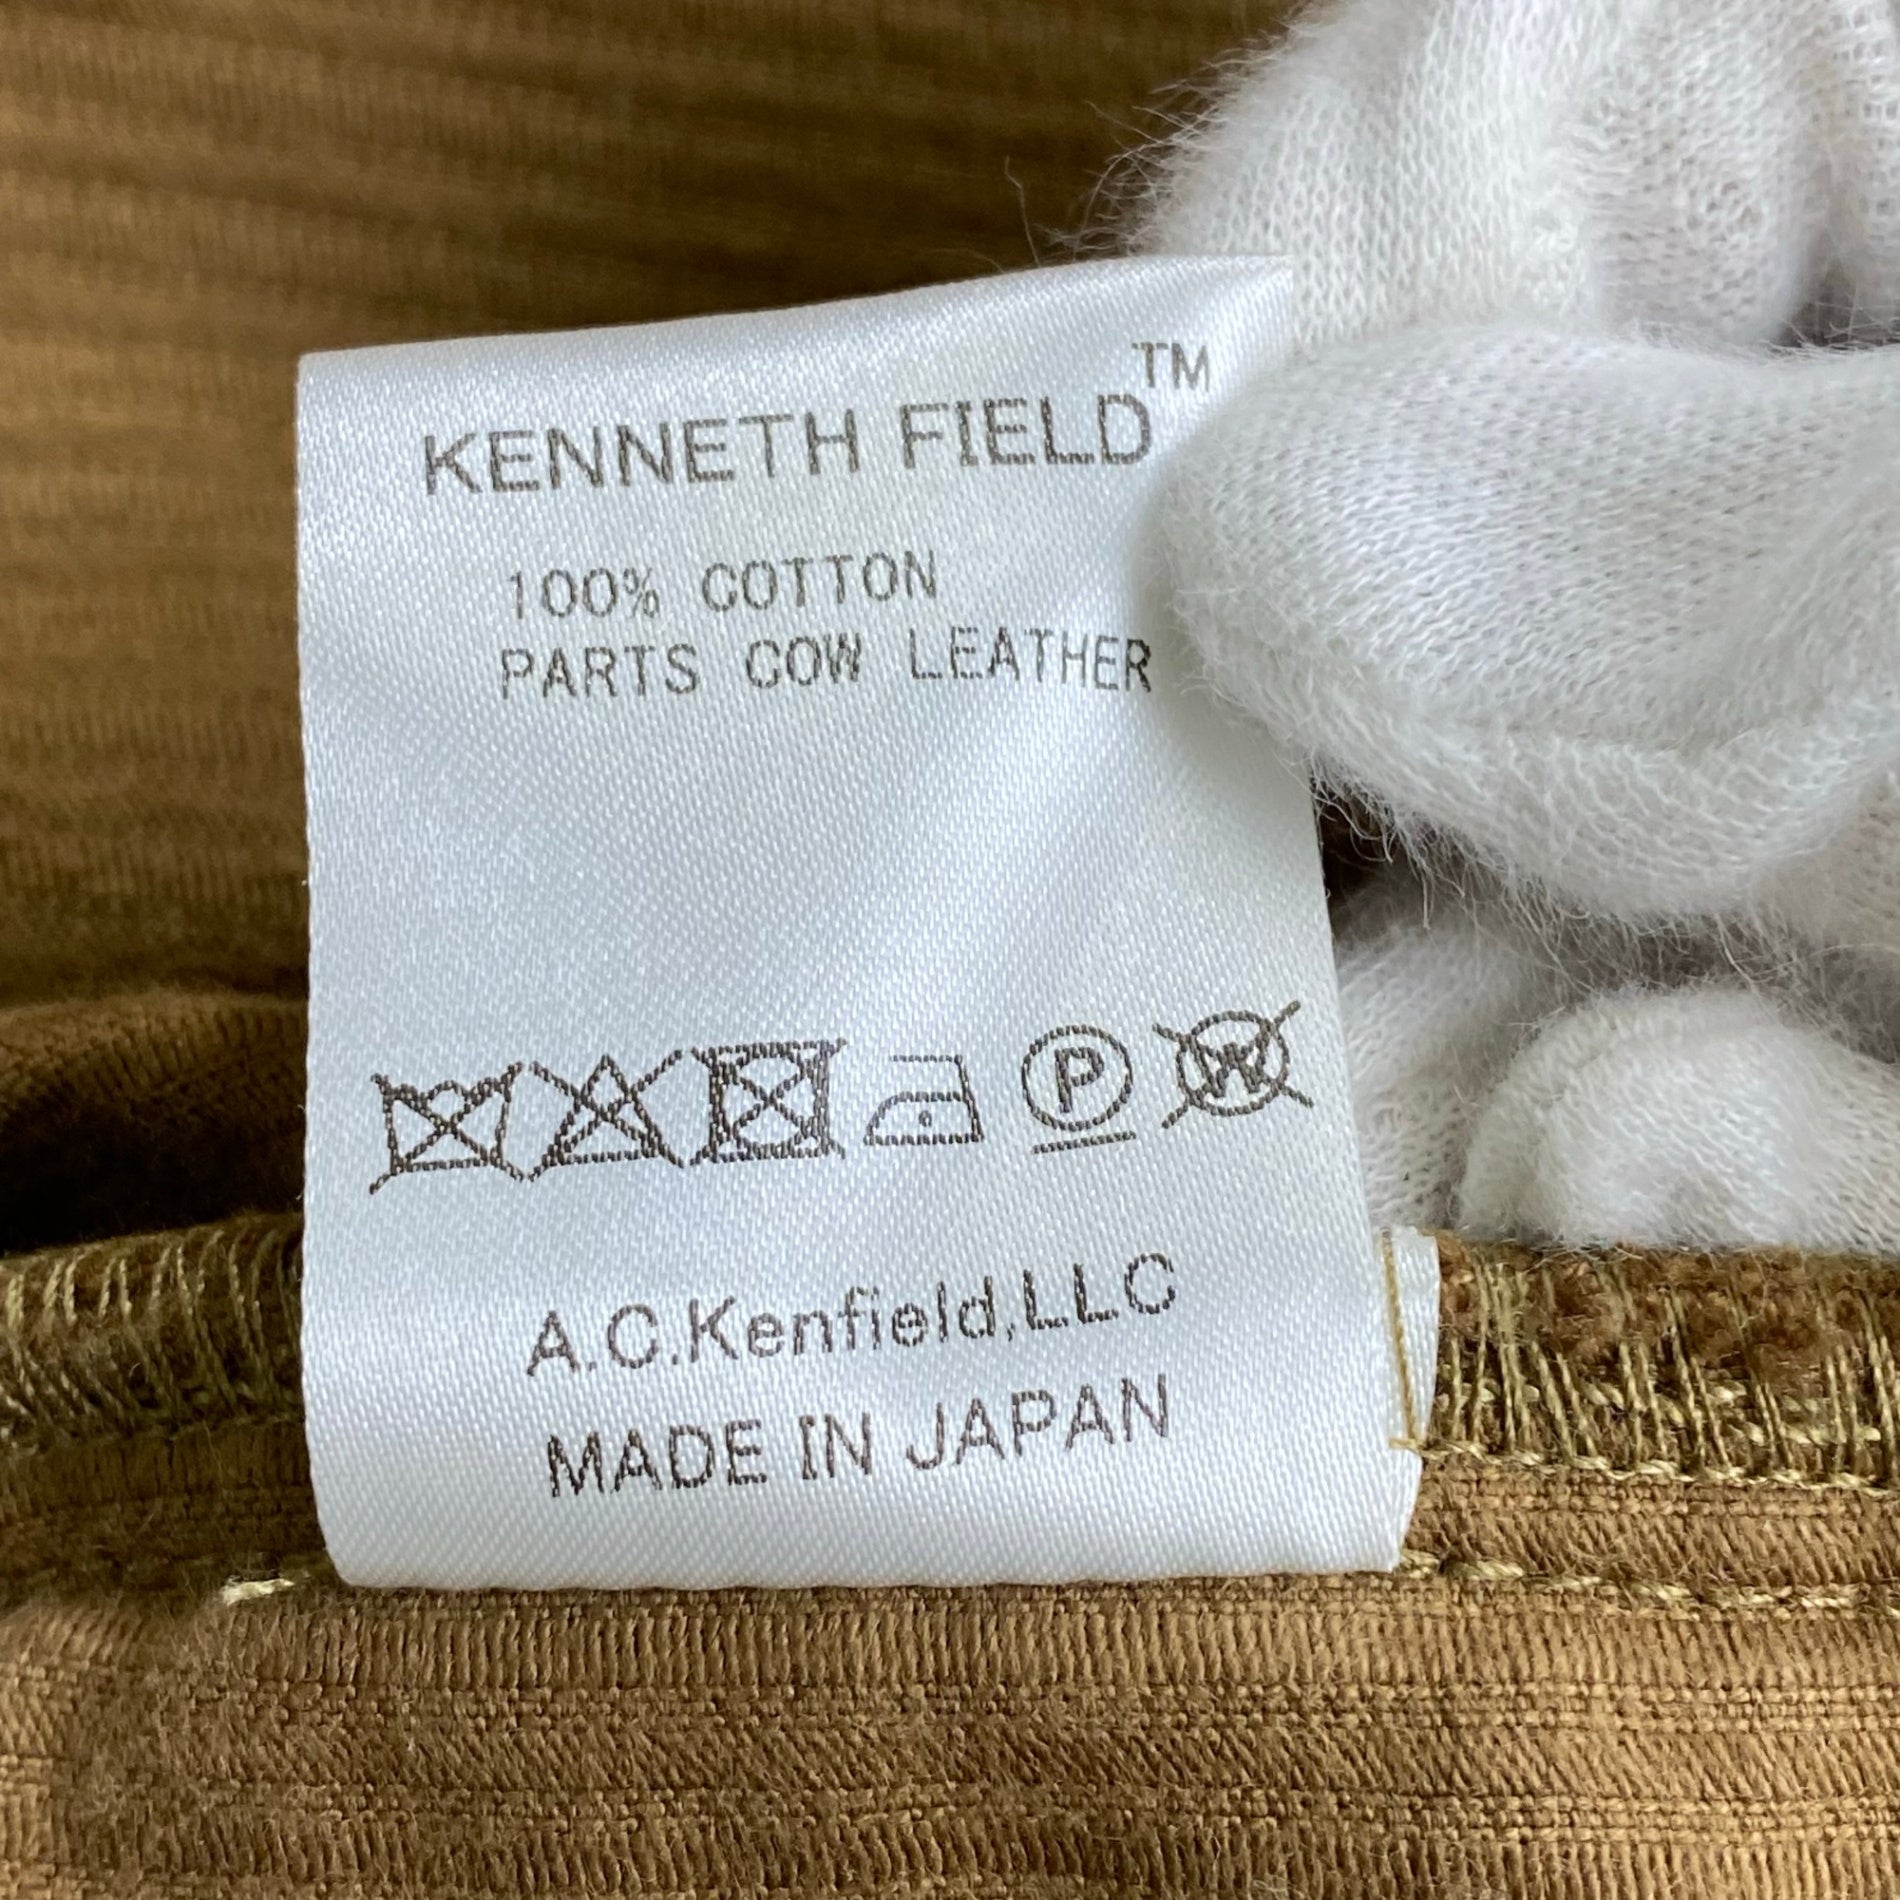 KENNETH FIELD™
100% COTTON
PARTS COW LEATHER
P W
A.C.Kenfield,LLC
MADE IN JAPAN